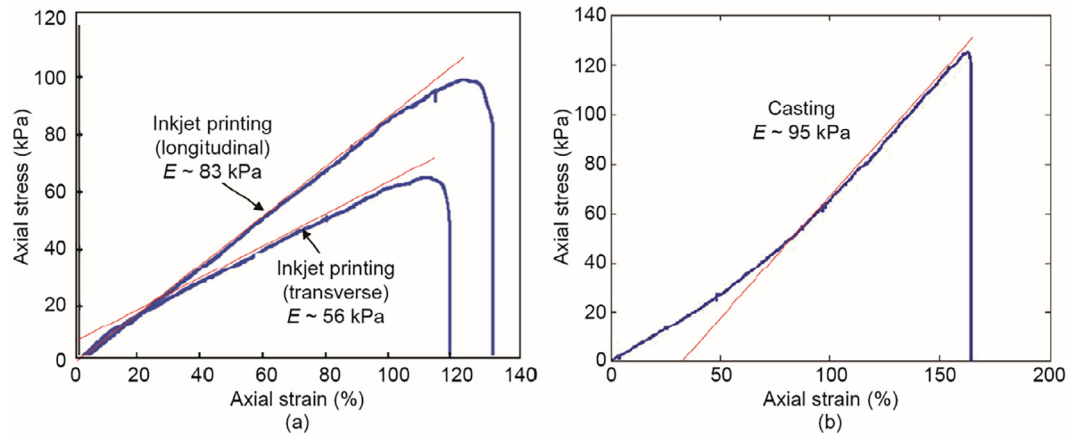 120
100
80
60
40
20
0
Axial stress (kPa)
Inkjet printing
(longitudinal)
E ~ 83 kPa
Inkjet printing
(transverse)
E ~ 56 kPa
0 20 40 60 80 100 120 140
Axial strain (%)
(a)
140
120
100
80
60
40
20
0
Axial stress (kPa)
Casting
E ~ 95 kPa
0 50 100 150 200
Axial strain (%)
(b)